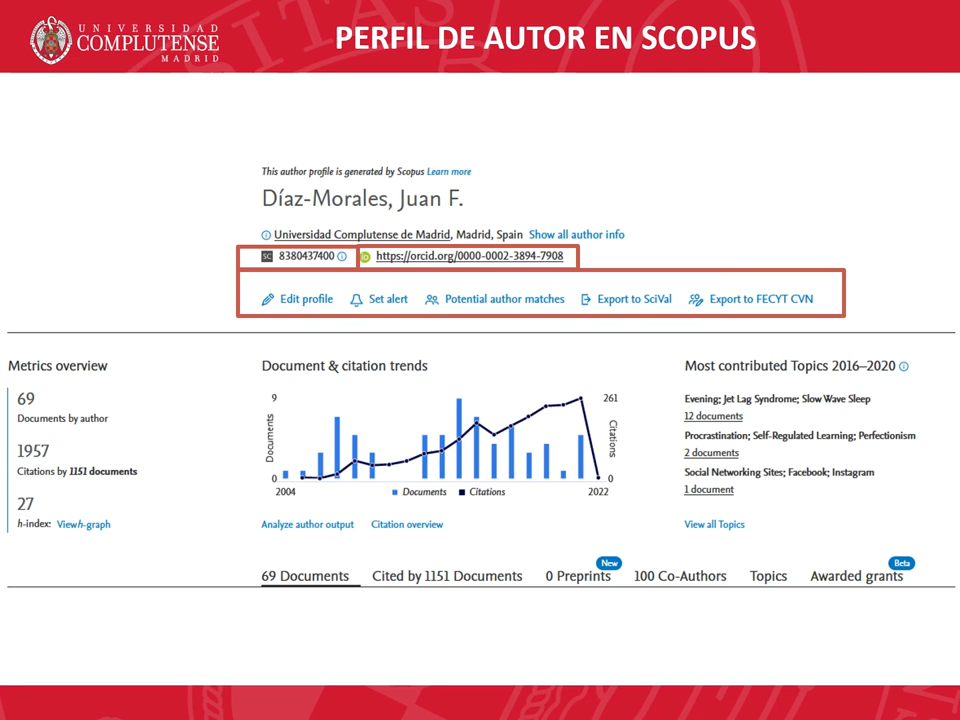 UNIVERSIDAD
COMPLUTENSE
MADRID
PERFIL DE AUTOR EN SCOPUS
This author profile is generated by Scopus Learn more
Díaz-Morales, Juan F.
Universidad Complutense de Madrid, Madrid, Spain Show all author info
SC 8380437400 iD https://orcid.org/0000-0002-3894-7908
Edit profile Set alert Potential author matches Export to SciVal Export to FECYT CVN
Metrics overview
69
Documents by author
1957
Citations by 1151 documents
27
h-index: View h-graph
Document & citation trends
9 261
Documents Citations
0 0
2004 2022
Documents Citations
Analyze author output Citation overview
Most contributed Topics 2016–2020
Evening; Jet Lag Syndrome; Slow Wave Sleep
12 documents
Procrastination; Self-Regulated Learning; Perfectionism
2 documents
Social Networking Sites; Facebook; Instagram
1 document
View all Topics
New Beta
69 Documents Cited by 1151 Documents 0 Preprints 100 Co-Authors Topics Awarded grants